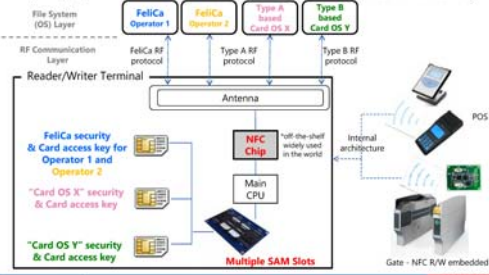 File System
(OS) Layer
FeliCa
Operator 1
FeliCa
Operator 2
Type A
based
Card OS X
Type B
based
Card OS Y
RF Communication
Layer
FeliCa RF
protocol
Type A RF
protocol
Type B RF
protocol
Reader/Writer Terminal
Antenna
FeliCa security
& Card access key for
Operator 1 and
Operator 2
NFC
Chip
"off-the-shelf
widely used
in the world
Internal
architecture
POS
"Card OS X" security
& Card access key
Main
CPU
"Card OS Y" security
& Card access key
Multiple SAM Slots
Gate - NFC R/W embedded